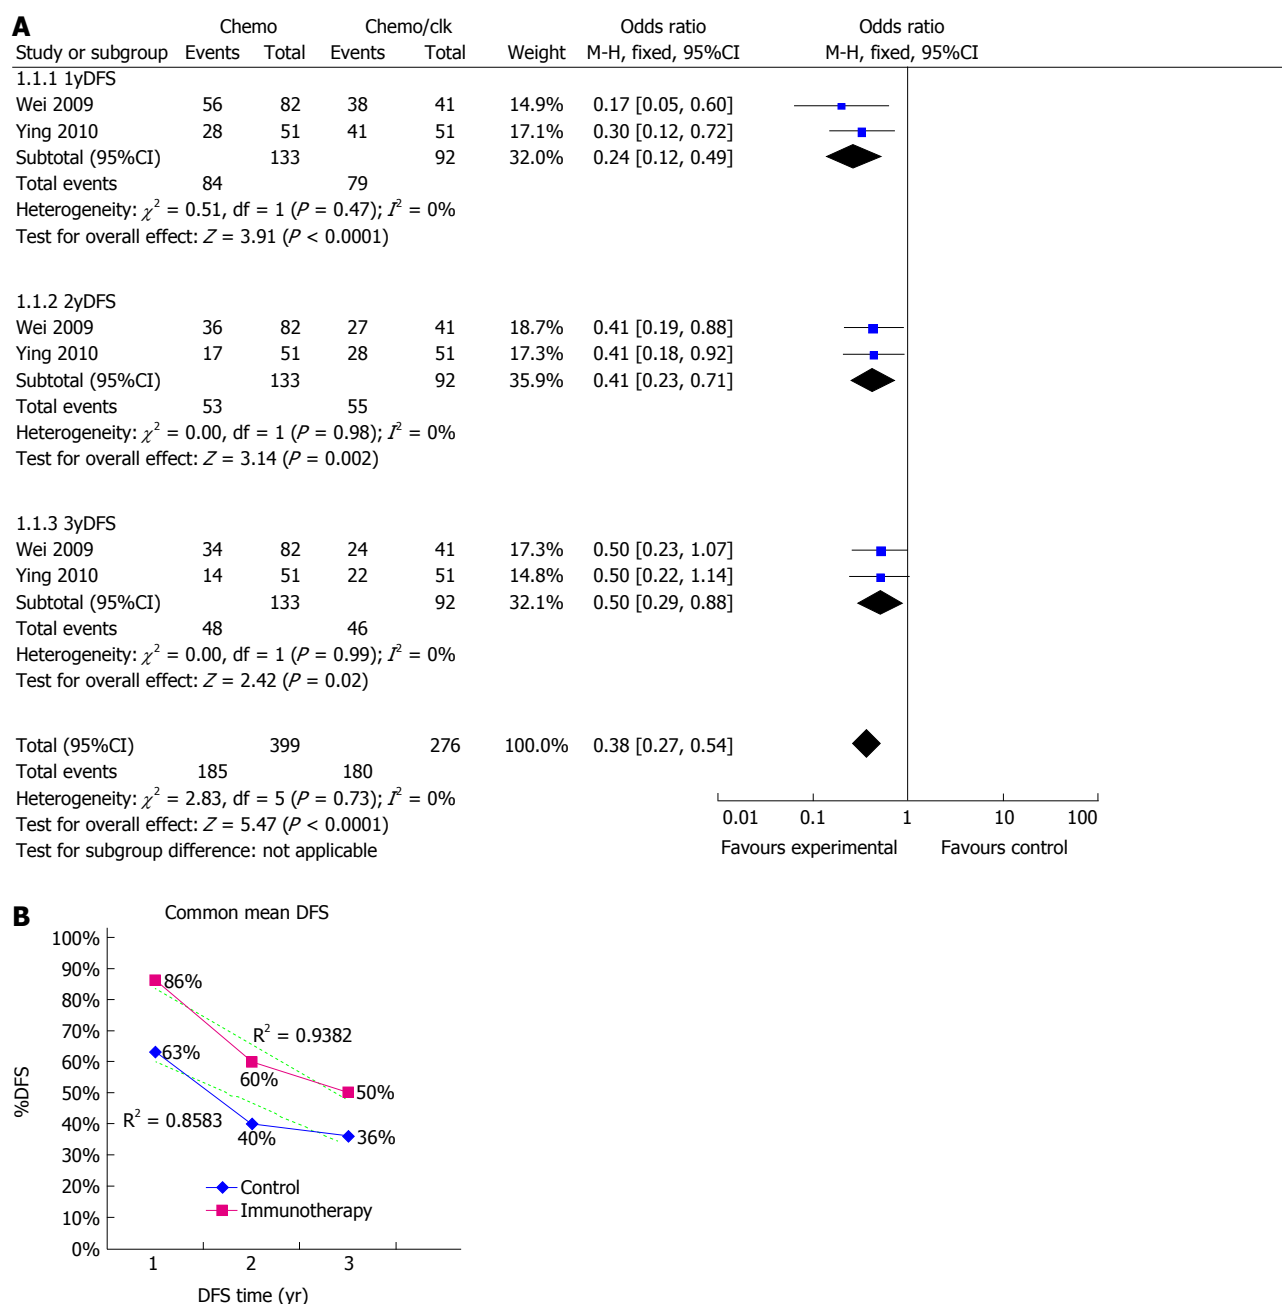 A
Chemo Chemo/clk Odds ratio Odds ratio
Study or subgroup Events Total Events Total Weight M-H, fixed, 95%CI M-H, fixed, 95%CI
1.1.1 1yDFS
Wei 2009 56 82 38 41 14.9% 0.17 [0.05, 0.60]
Ying 2010 28 51 41 51 17.1% 0.30 [0.12, 0.72]
Subtotal (95%CI) 133 92 32.0% 0.24 [0.12, 0.49]
Total events 84 79
Heterogeneity: χ² = 0.51, df = 1 (P = 0.47); I² = 0%
Test for overall effect: Z = 3.91 (P < 0.0001)
1.1.2 2yDFS
Wei 2009 36 82 27 41 18.7% 0.41 [0.19, 0.88]
Ying 2010 17 51 28 51 17.3% 0.41 [0.18, 0.92]
Subtotal (95%CI) 133 92 35.9% 0.41 [0.23, 0.71]
Total events 53 55
Heterogeneity: χ² = 0.00, df = 1 (P = 0.98); I² = 0%
Test for overall effect: Z = 3.14 (P = 0.002)
1.1.3 3yDFS
Wei 2009 34 82 24 41 17.3% 0.50 [0.23, 1.07]
Ying 2010 14 51 22 51 14.8% 0.50 [0.22, 1.14]
Subtotal (95%CI) 133 92 32.1% 0.50 [0.29, 0.88]
Total events 48 46
Heterogeneity: χ² = 0.00, df = 1 (P = 0.99); I² = 0%
Test for overall effect: Z = 2.42 (P = 0.02)
Total (95%CI) 399 276 100.0% 0.38 [0.27, 0.54]
Total events 185 180
Heterogeneity: χ² = 2.83, df = 5 (P = 0.73); I² = 0%
Test for overall effect: Z = 5.47 (P < 0.0001)
Test for subgroup difference: not applicable
0.01 0.1 1 10 100
Favours experimental Favours control
B
Common mean DFS
100%
90%
80%
70%
60%
50%
40%
30%
20%
10%
0%
%DFS
86%
63%
R² = 0.9382
60%
50%
R² = 0.8583
40%
36%
Control
Immunotherapy
1 2 3
DFS time (yr)